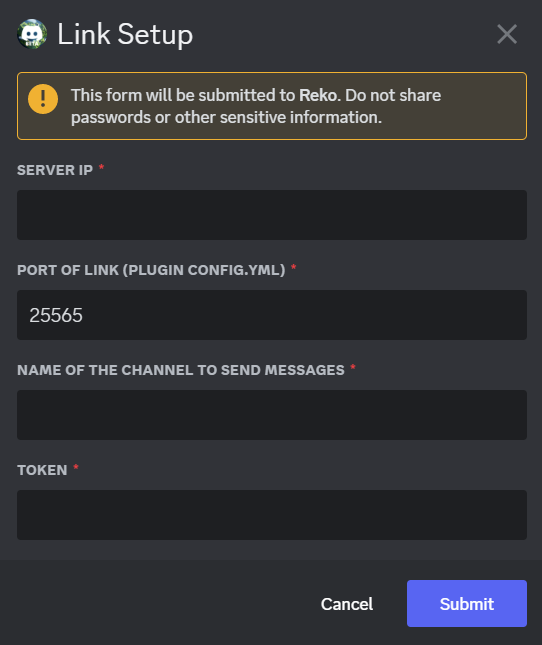 Link Setup
This form will be submitted to Reko. Do not share
passwords or other sensitive information.
SERVER IP *
PORT OF LINK (PLUGIN CONFIG.YML) *
25565
NAME OF THE CHANNEL TO SEND MESSAGES *
TOKEN *
Cancel
Submit